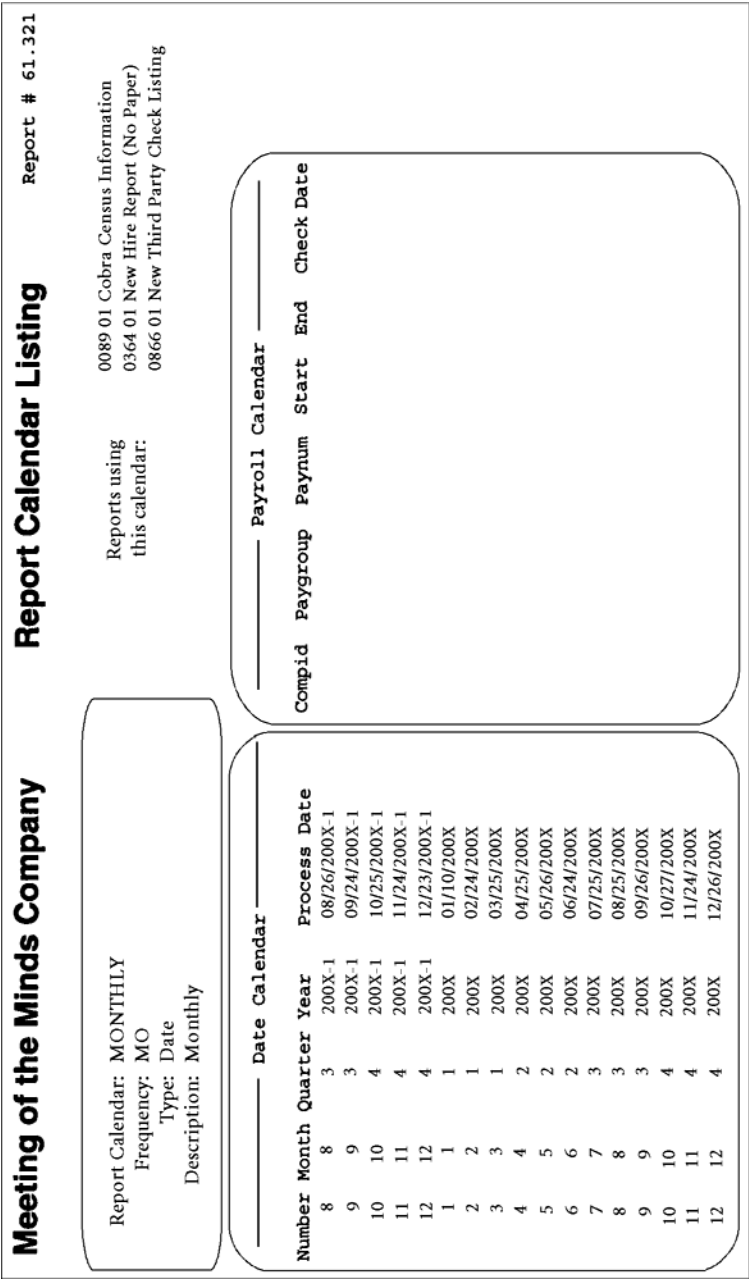 Meeting of the Minds Company Report Calendar Listing Report # 61.321
Report Calendar: MONTHLY
Frequency: MO
Type: Date
Description: Monthly
Reports using
this calendar:
0089 01 Cobra Census Information
0364 01 New Hire Report (No Paper)
0866 01 New Third Party Check Listing
Date Calendar
Number Month Quarter Year Process Date
8 8 3 200X-1 08/26/200X-1
9 9 3 200X-1 09/24/200X-1
10 10 4 200X-1 10/25/200X-1
11 11 4 200X-1 11/24/200X-1
12 12 4 200X-1 12/23/200X-1
1 1 1 200X 01/10/200X
2 2 1 200X 02/24/200X
3 3 1 200X 03/25/200X
4 4 2 200X 04/25/200X
5 5 2 200X 05/26/200X
6 6 2 200X 06/24/200X
7 7 3 200X 07/25/200X
8 8 3 200X 08/25/200X
9 9 3 200X 09/26/200X
10 10 4 200X 10/27/200X
11 11 4 200X 11/24/200X
12 12 4 200X 12/26/200X
Payroll Calendar
Compid Paygroup Paynum Start End Check Date